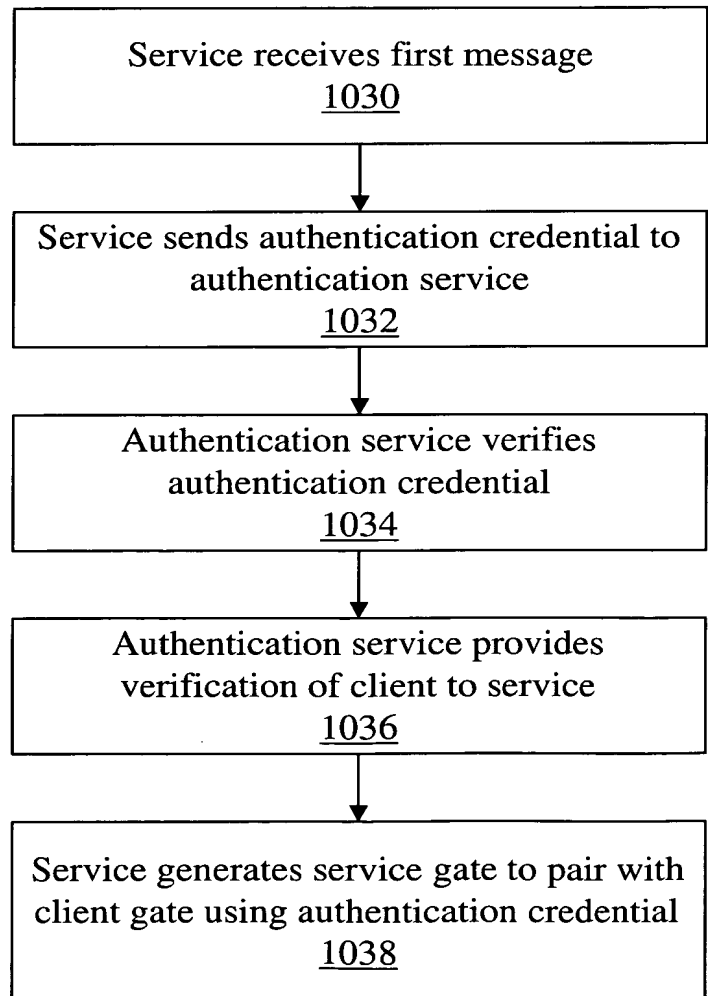 Service receives first message
1030
Service sends authentication credential to
authentication service
1032
Authentication service verifies
authentication credential
1034
Authentication service provides
verification of client to service
1036
Service generates service gate to pair with
client gate using authentication credential
1038